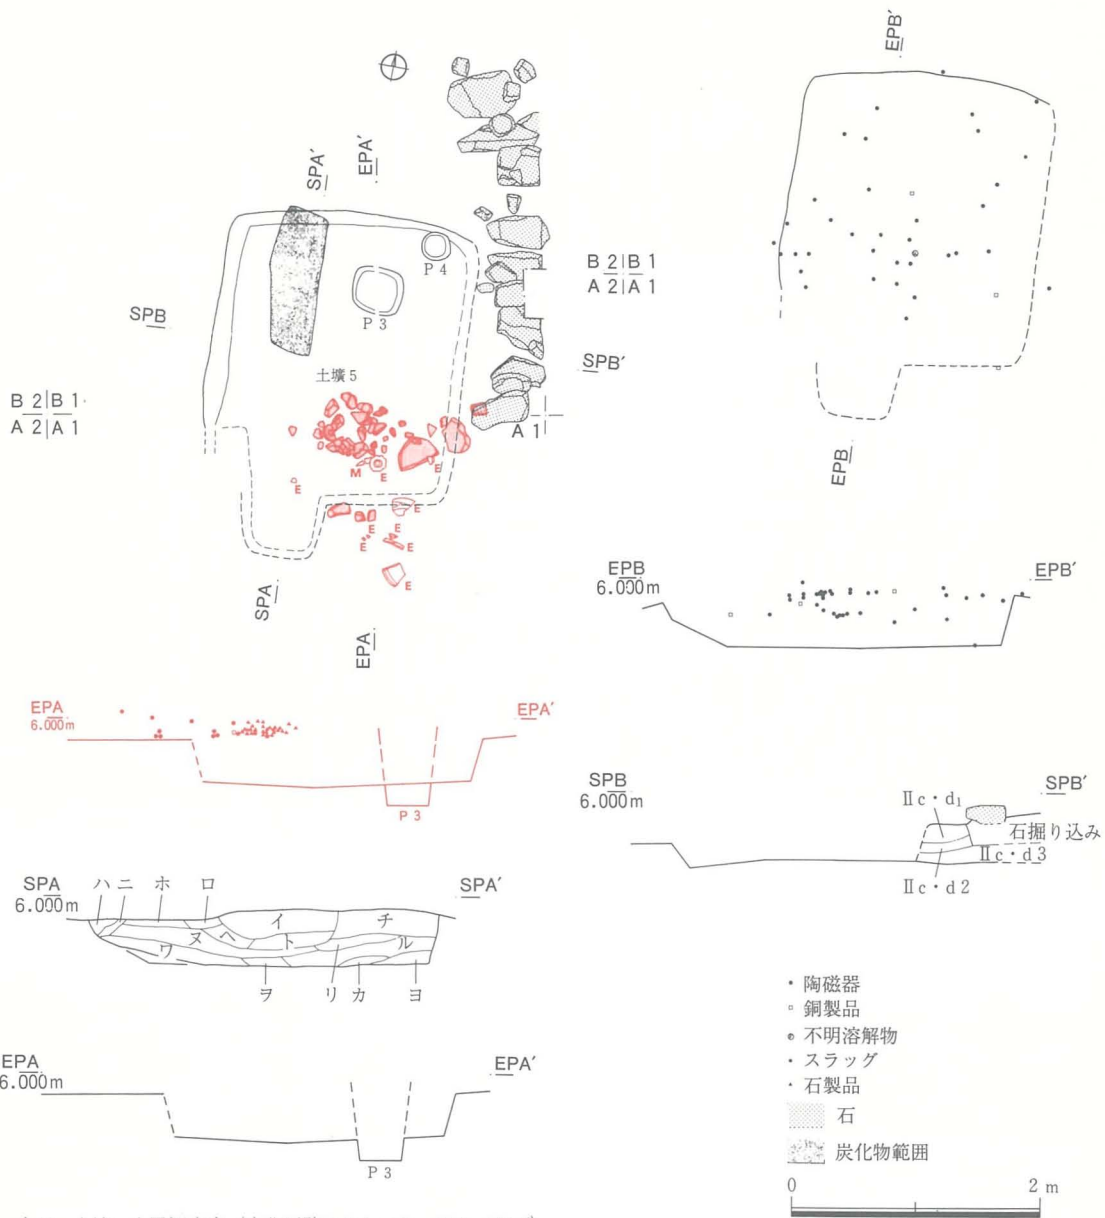 SPA'
EPA'
P 4
P 3
SPB
SPB'
土壙 5
B 2|B 1
A 2|A 1
A 1
M
E
E
E
E
E
E
E
E
SPA
EPA
EPB'
B 2|B 1
A 2|A 1
EPB
EPB
6.000m
EPB'
EPA
6.000m
EPA'
P 3
SPB
6.000m
SPB'
Ⅱc・d₁
石掘り込み
Ⅱc・d3
Ⅱc・d2
SPA
6.000m
SPA'
ハ ニ ホ ロ
イ チ
ヌ ヘ ト ル
ワ
ヲ リ カ ヨ
EPA
6.000m
EPA'
P 3
陶磁器
銅製品
不明溶解物
スラッグ
石製品
石
炭化物範囲
0 2 m